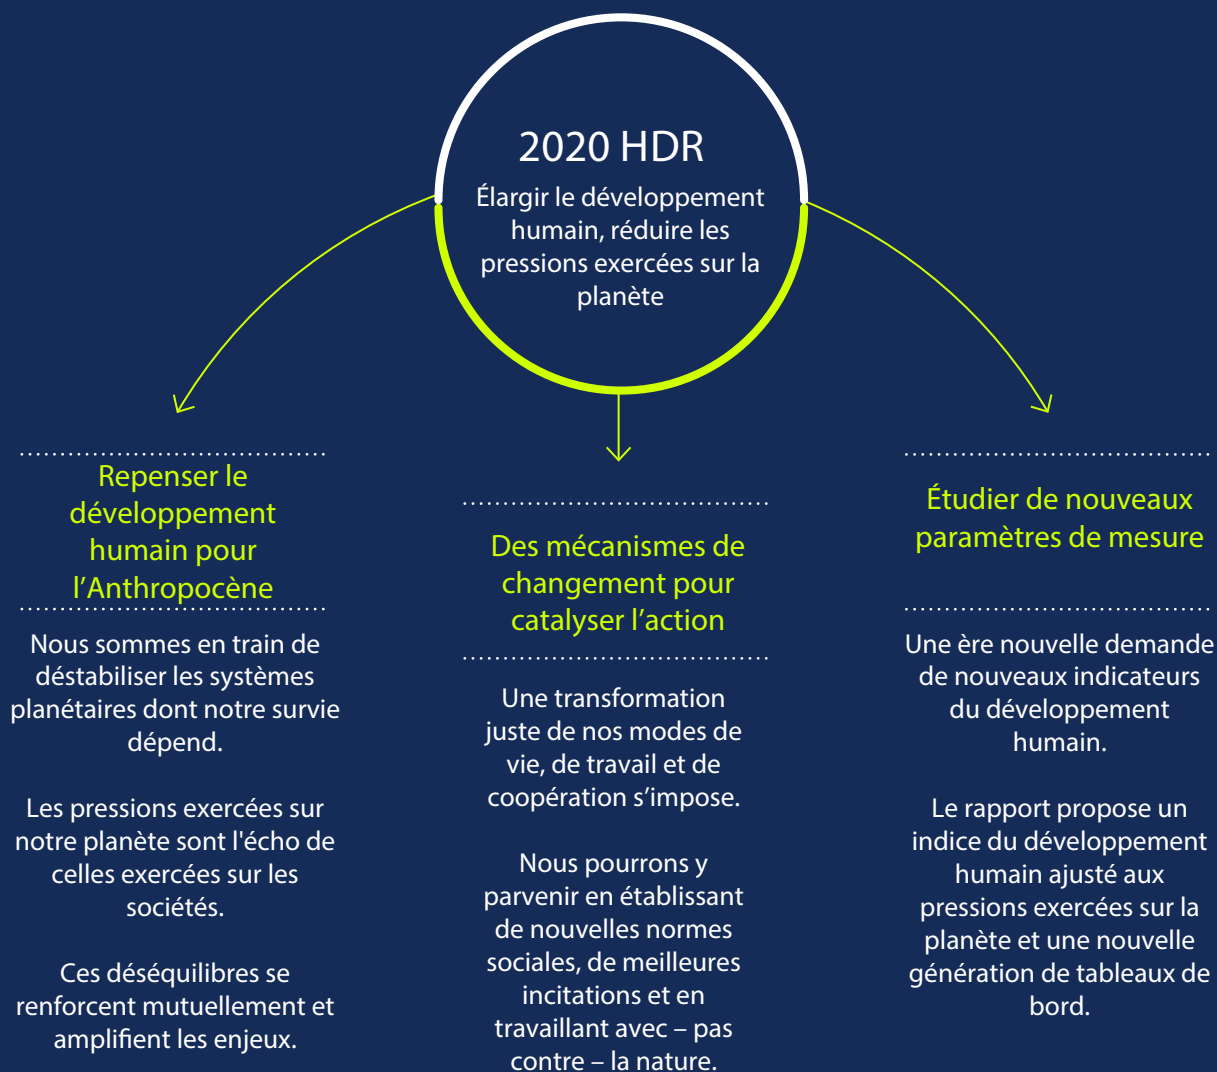 2020 HDR
Élargir le développement
humain, réduire les
pressions exercées sur la
planète
Repenser le
développement
humain pour
l’Anthropocène
Nous sommes en train de
déstabiliser les systèmes
planétaires dont notre survie
dépend.
Les pressions exercées sur
notre planète sont l'écho de
celles exercées sur les
sociétés.
Ces déséquilibres se
renforcent mutuellement et
amplifient les enjeux.
Des mécanismes de
changement pour
catalyser l’action
Une transformation
juste de nos modes de
vie, de travail et de
coopération s’impose.
Nous pourrons y
parvenir en établissant
de nouvelles normes
sociales, de meilleures
incitations et en
travaillant avec – pas
contre – la nature.
Étudier de nouveaux
paramètres de mesure
Une ère nouvelle demande
de nouveaux indicateurs
du développement
humain.
Le rapport propose un
indice du développement
humain ajusté aux
pressions exercées sur la
planète et une nouvelle
génération de tableaux de
bord.